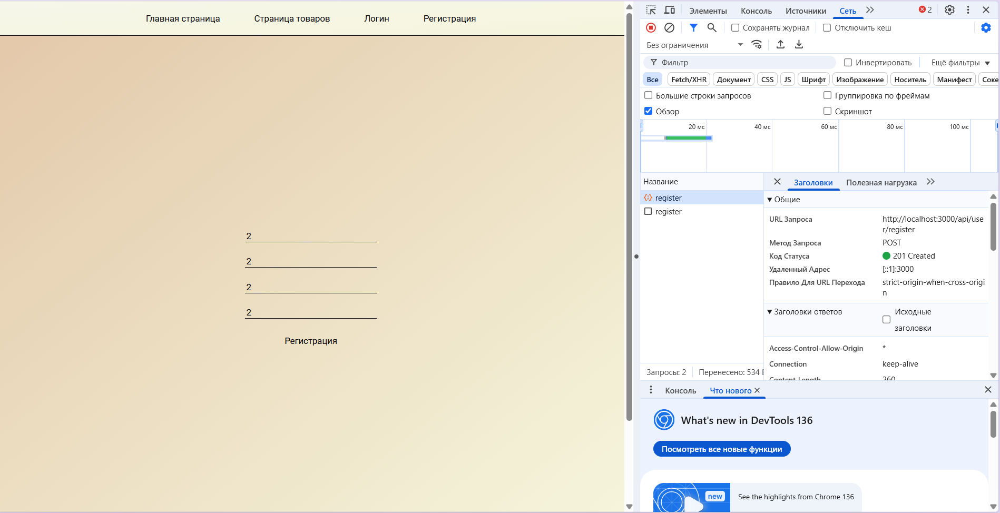 Главная страница
Страница товаров
Логин
Регистрация
2
2
2
2
Регистрация
Элементы
Консоль
Источники
Сеть
2
Сохранять журнал
Отключить кеш
Без ограничения
Фильтр
Инвертировать
Ещё фильтры
Все
Fetch/XHR
Документ
CSS
JS
Шрифт
Изображение
Носитель
Манифест
Соке
Большие строки запросов
Группировка по фреймам
Обзор
Скриншот
20 мс
40 мс
60 мс
80 мс
100 мс
Название
register
register
Запросы: 2
Перенесено: 534
Заголовки
Полезная нагрузка
Общие
URL Запроса
http://localhost:3000/api/use
r/register
Метод Запроса
POST
Код Статуса
201 Created
Удаленный Адрес
[::1]:3000
Правило Для URL Перехода
strict-origin-when-cross-origi
n
Заголовки ответов
Исходные
заголовки
Access-Control-Allow-Origin
*
Connection
keep-alive
Content-Length
260
Консоль
Что нового
What's new in DevTools 136
Посмотреть все новые функции
new
See the highlights from Chrome 136